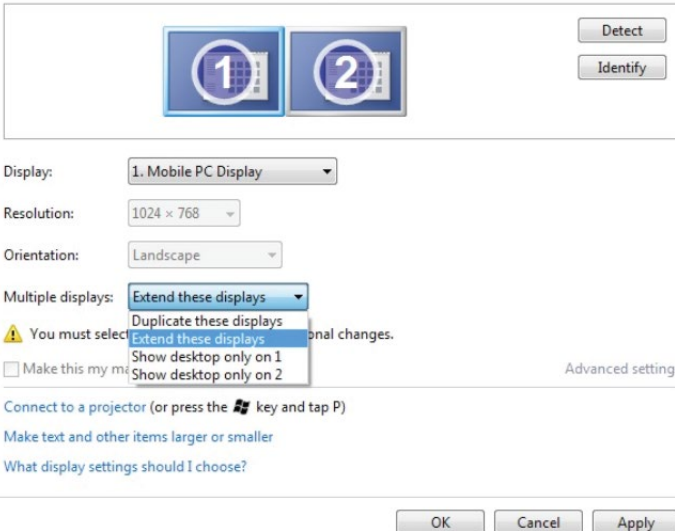 1 2
Detect
Identify
Display: 1. Mobile PC Display
Resolution: 1024 × 768
Orientation: Landscape
Multiple displays: Extend these displays
Duplicate these displays
You must select onal changes.
Extend these displays
Show desktop only on 1
Make this my Advanced setting
Show desktop only on 2
Connect to a projector (or press the key and tap P)
Make text and other items larger or smaller
What display settings should I choose?
OK Cancel Apply